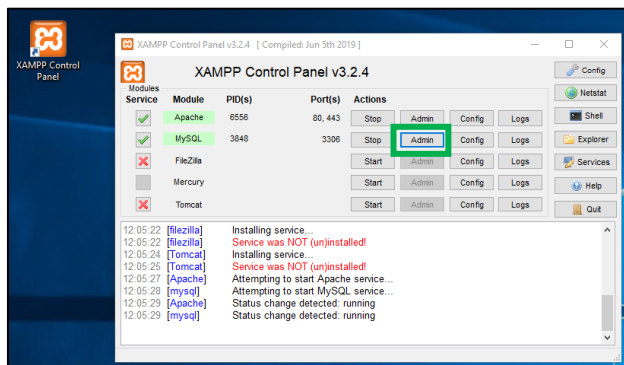 XAMPP Control
Panel
XAMPP Control Panel v3.2.4 [ Compiled: Jun 5th 2019 ]
XAMPP Control Panel v3.2.4
Config
Modules
Service Module PID(s) Port(s) Actions
Netstat
Apache 6556 80, 443 Stop Admin Config Logs
Shell
MySQL 3848 3306 Stop Admin Config Logs
Explorer
FileZilla Start Admin Config Logs
Services
Mercury Start Admin Config Logs
Help
Tomcat Start Admin Config Logs
Quit
12:05:22 [filezilla] Installing service...
12:05:22 [filezilla] Service was NOT (un)installed!
12:05:24 [Tomcat] Installing service...
12:05:25 [Tomcat] Service was NOT (un)installed!
12:05:27 [Apache] Attempting to start Apache service...
12:05:28 [mysql] Attempting to start MySQL service...
12:05:29 [Apache] Status change detected: running
12:05:29 [mysql] Status change detected: running